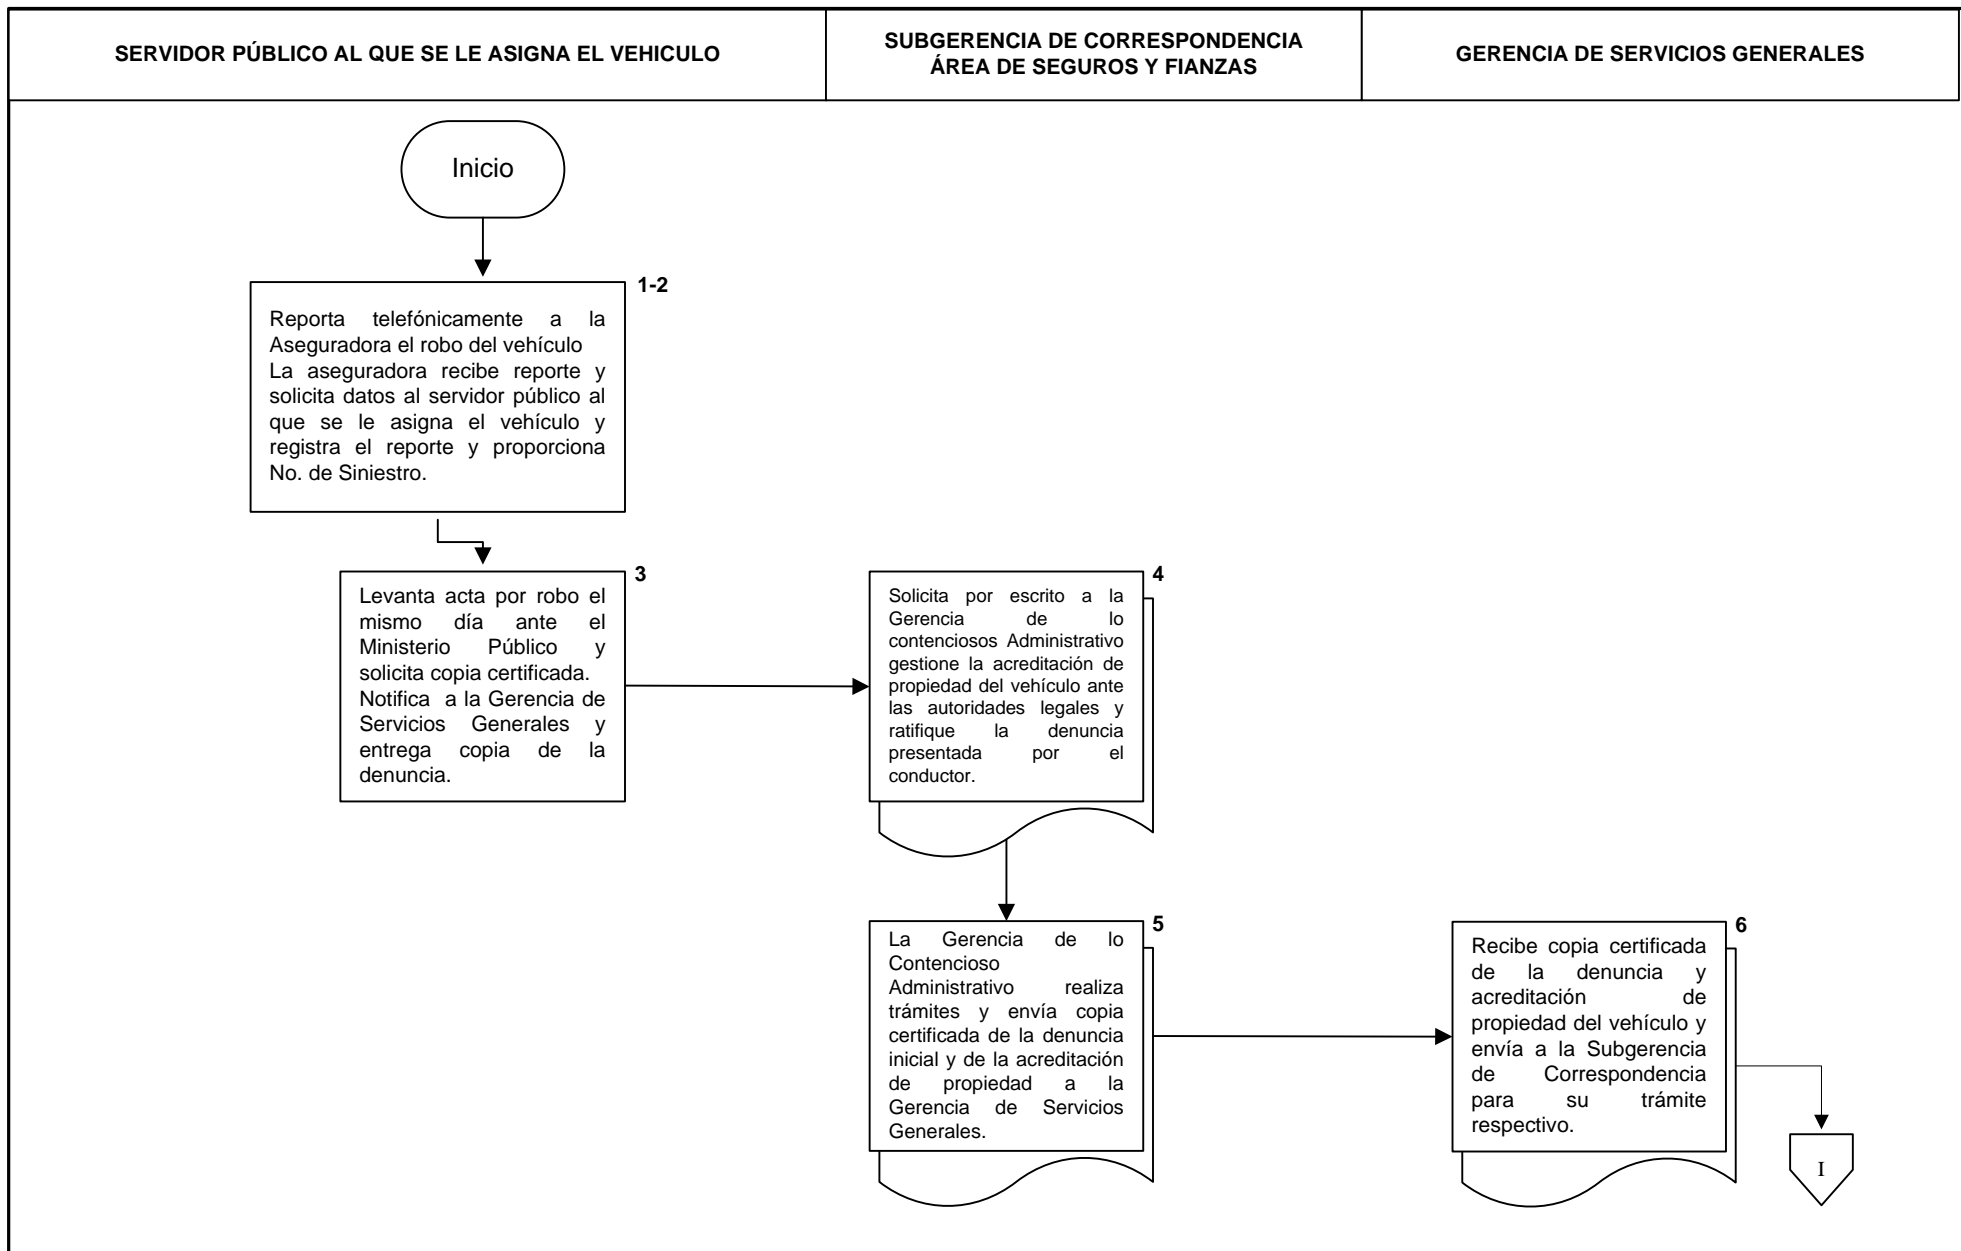 SERVIDOR PÚBLICO AL QUE SE LE ASIGNA EL VEHICULO
SUBGERENCIA DE CORRESPONDENCIA
ÁREA DE SEGUROS Y FIANZAS
GERENCIA DE SERVICIOS GENERALES
Inicio
1-2
Reporta telefónicamente a la
Aseguradora el robo del vehículo
La aseguradora recibe reporte y
solicita datos al servidor público al
que se le asigna el vehículo y
registra el reporte y proporciona
No. de Siniestro.
3
Levanta acta por robo el
mismo día ante el
Ministerio Público y
solicita copia certificada.
Notifica a la Gerencia de
Servicios Generales y
entrega copia de la
denuncia.
4
Solicita por escrito a la
Gerencia de lo
contenciosos Administrativo
gestione la acreditación de
propiedad del vehículo ante
las autoridades legales y
ratifique la denuncia
presentada por el
conductor.
5
La Gerencia de lo
Contencioso
Administrativo realiza
trámites y envía copia
certificada de la denuncia
inicial y de la acreditación
de propiedad a la
Gerencia de Servicios
Generales.
6
Recibe copia certificada
de la denuncia y
acreditación de
propiedad del vehículo y
envía a la Subgerencia
de Correspondencia
para su trámite
respectivo.
I